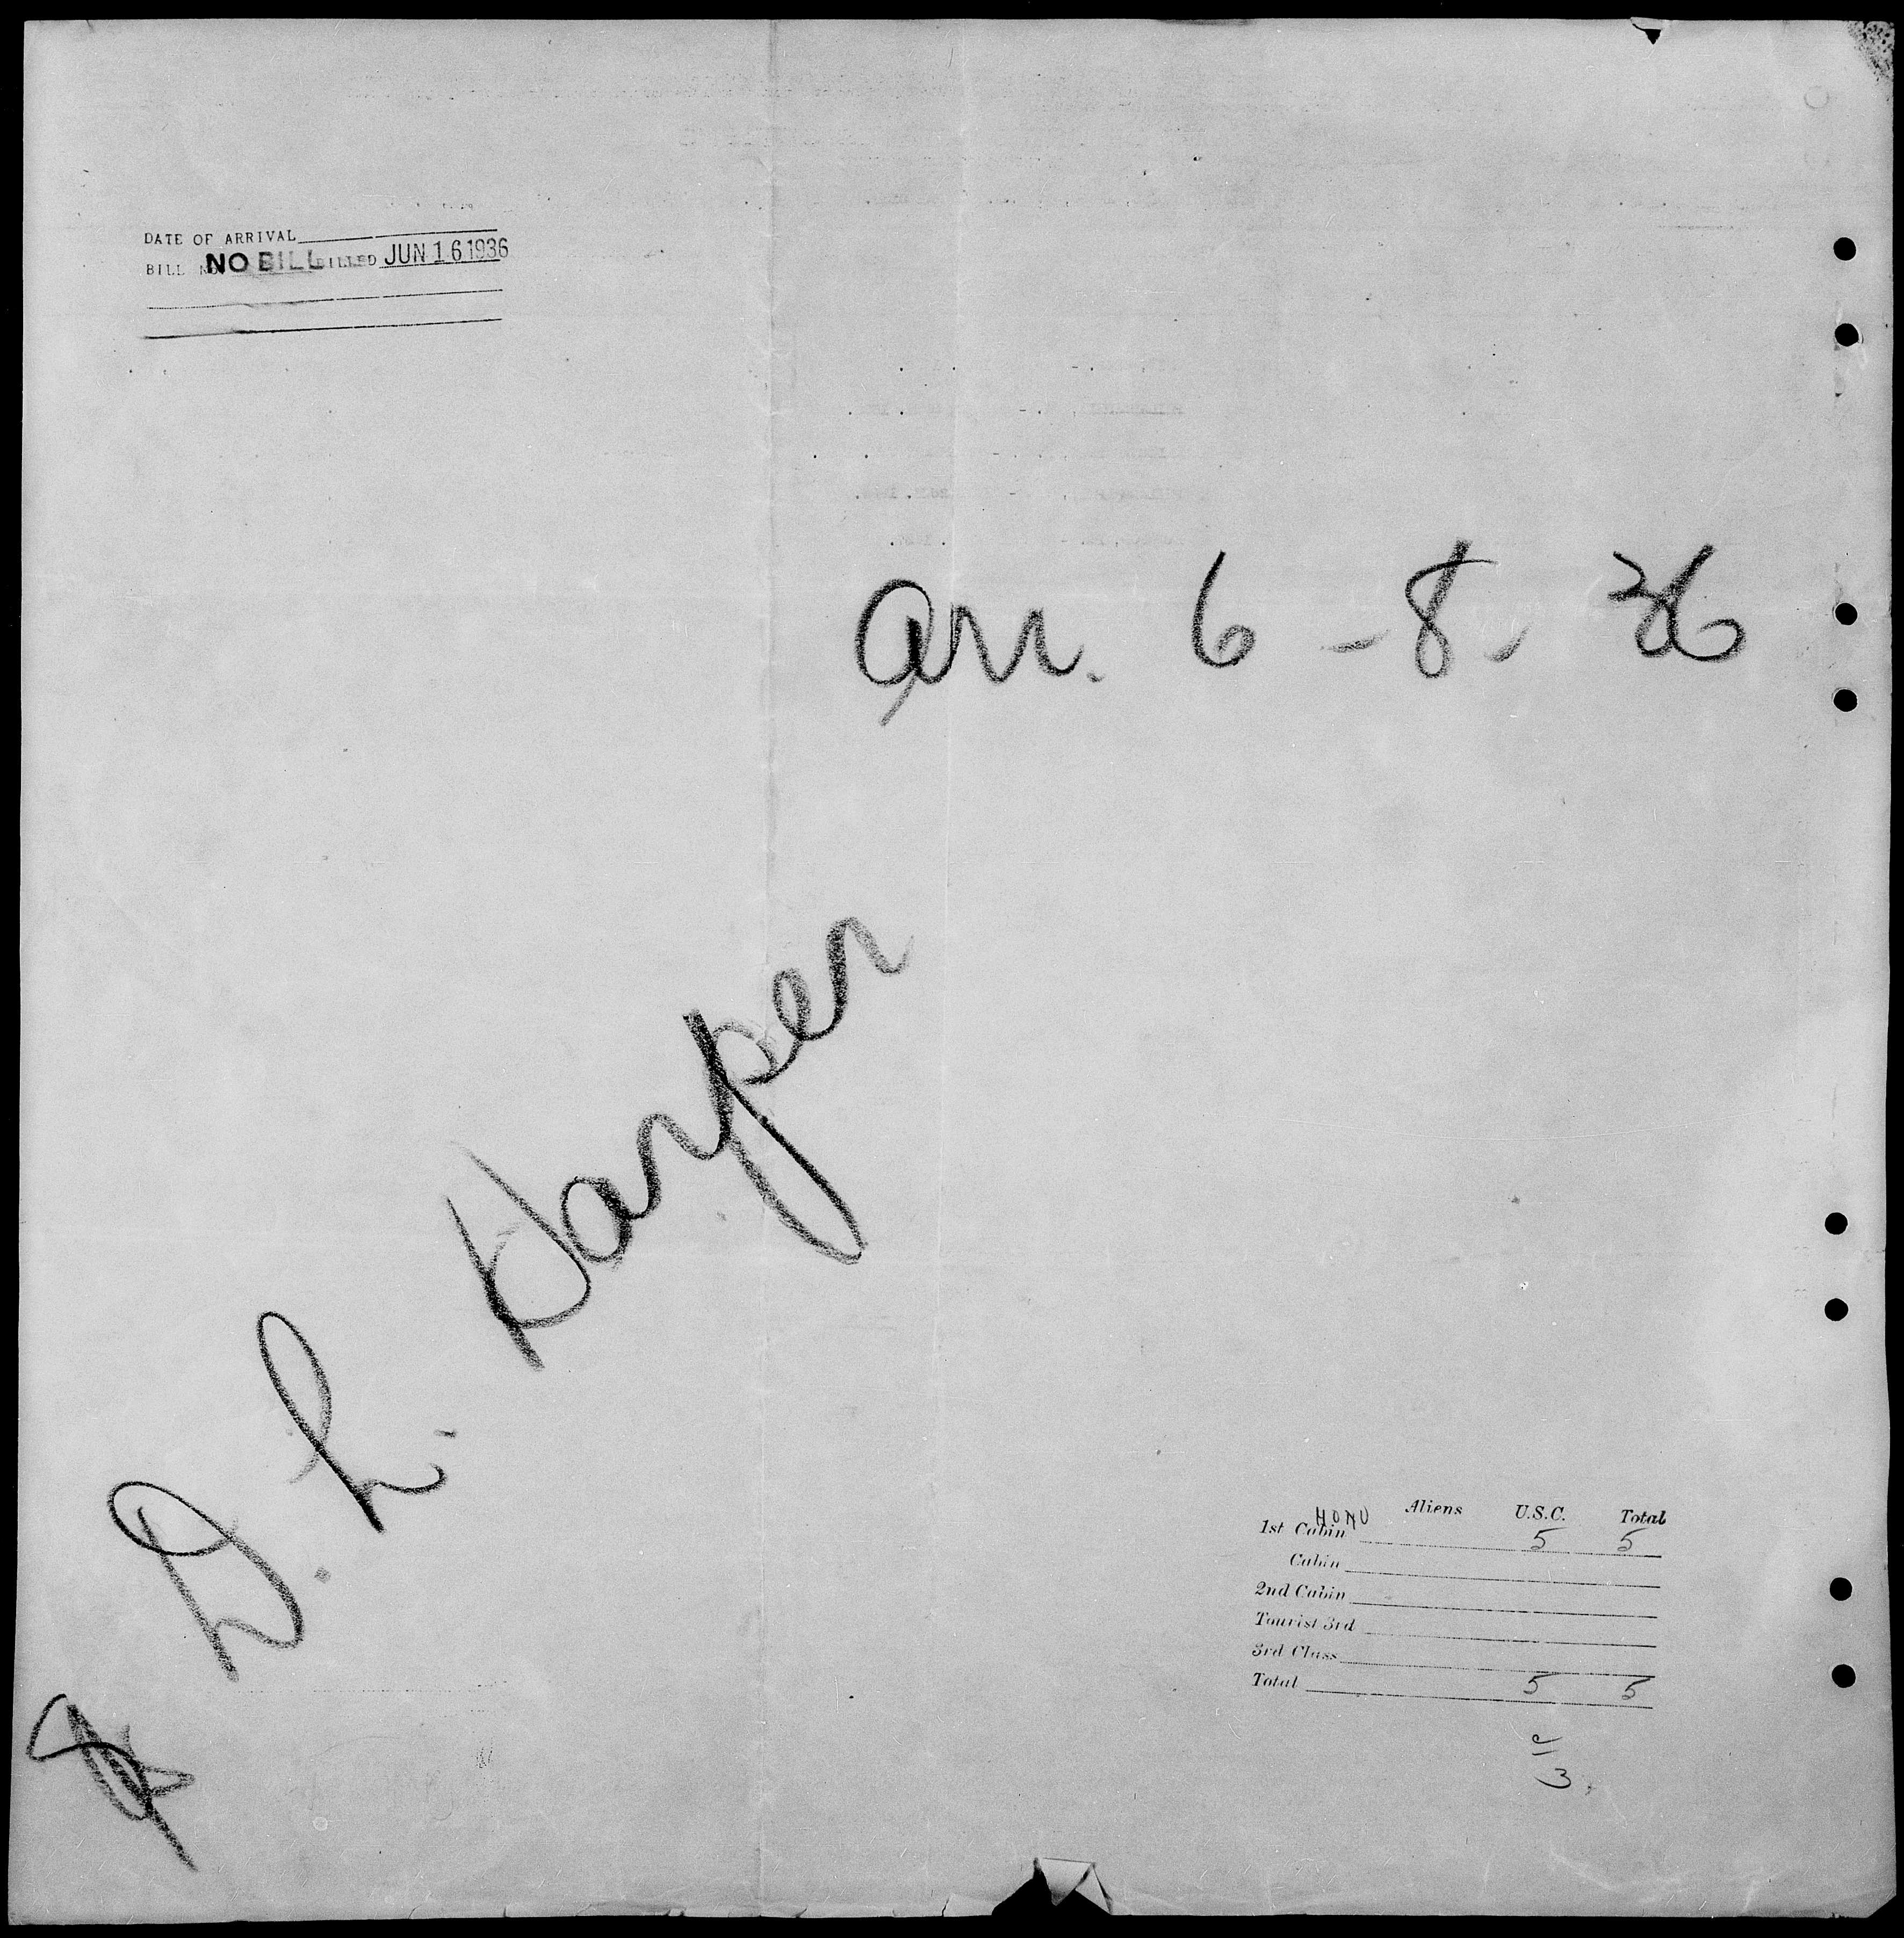 DATE OF ARRIVAL
BILL NO. NO BILL BILLED JUN 16 1936
Arr. 6-8-36
D. L. Harper
HONO Aliens U.S.C. Total
1st Cabin 5 5
Cabin
2nd Cabin
Tourist 3rd
3rd Class
Total 5 5